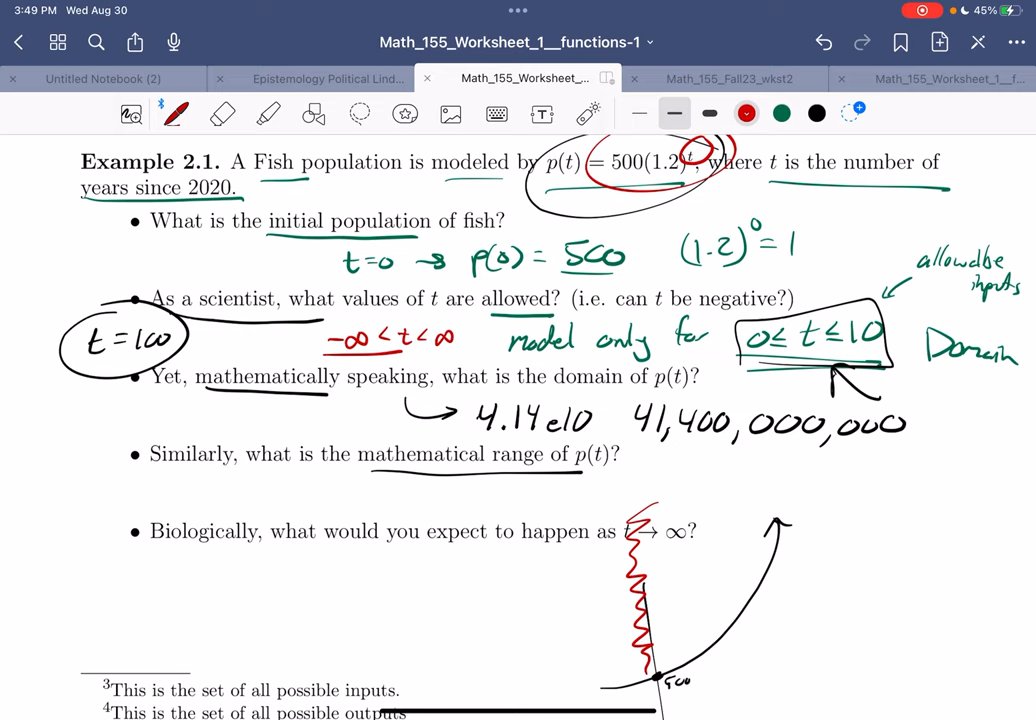 3:49 PM Wed Aug 30
45%
Math_155_Worksheet_1__functions-1
Untitled Notebook (2)
Epistemology Political Lind...
Math_155_Worksheet_...
Math_155_Fall23_wkst2
Math_155_Worksheet_1__f...
Example 2.1. A Fish population is modeled by p(t) = 500(1.2)^t, where t is the number of
years since 2020.
• What is the initial population of fish?
t=0 → p(0) = 500 (1.2)^0 = 1
allowdbe
inputs
• As a scientist, what values of t are allowed? (i.e. can t be negative?)
t=100 -∞ < t < ∞ model only for 0 ≤ t ≤ 10 Domain
• Yet, mathematically speaking, what is the domain of p(t)?
4.14e10 41,400,000,000
• Similarly, what is the mathematical range of p(t)?
• Biologically, what would you expect to happen as t → ∞?
500
3This is the set of all possible inputs.
4This is the set of all possible outputs